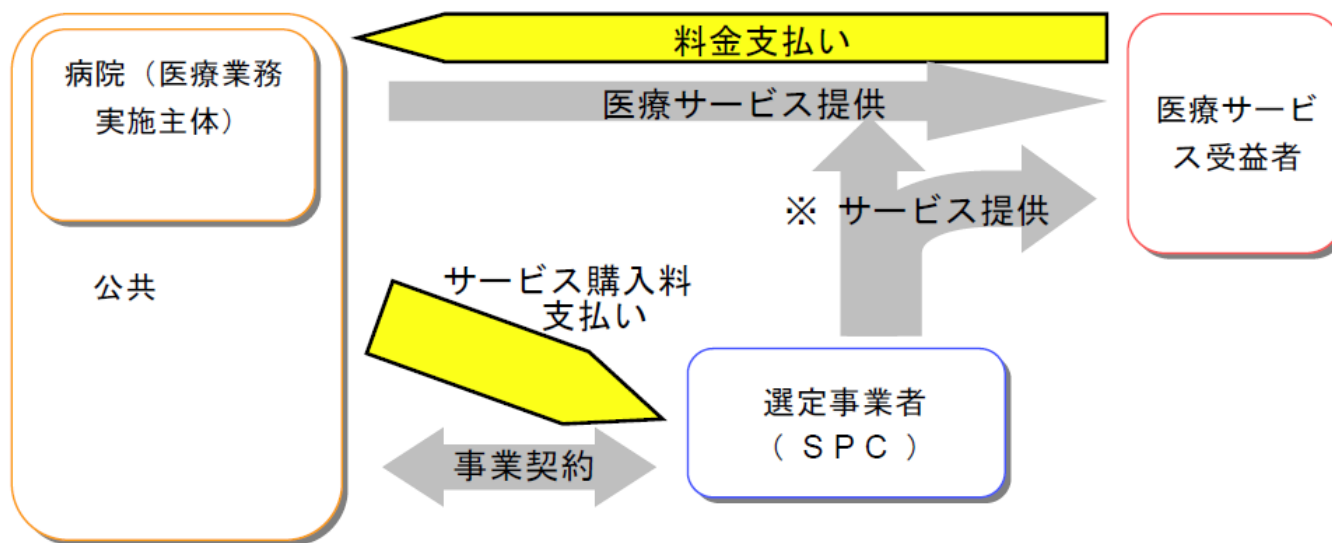 料金支払い
病院（医療業務
実施主体）
医療サービス提供
医療サービ
ス受益者
※ サービス提供
公共
サービス購入料
支払い
選定事業者
（ＳＰＣ）
事業契約